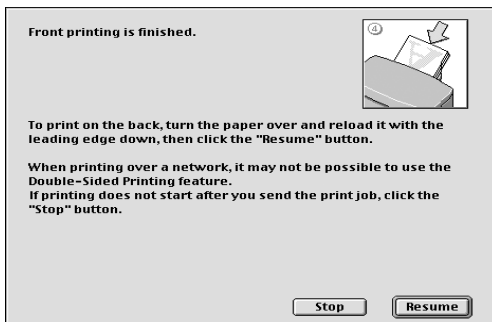 Front printing is finished.
4
To print on the back, turn the paper over and reload it with the
leading edge down, then click the "Resume" button.
When printing over a network, it may not be possible to use the
Double-Sided Printing feature.
If printing does not start after you send the print job, click the
"Stop" button.
Stop
Resume